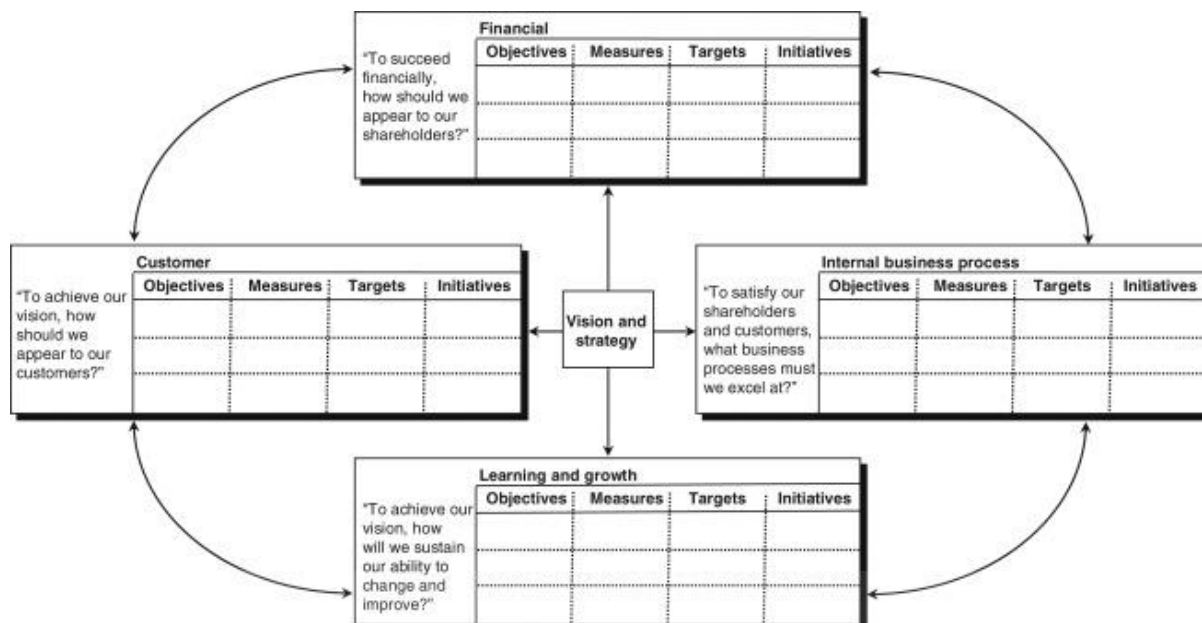 Financial
Objectives Measures Targets Initiatives
“To succeed
financially,
how should we
appear to our
shareholders?”
Customer
Objectives Measures Targets Initiatives
“To achieve our
vision, how
should we
appear to our
customers?”
Vision and
strategy
Internal business process
Objectives Measures Targets Initiatives
“To satisfy our
shareholders
and customers,
what business
processes must
we excel at?”
Learning and growth
Objectives Measures Targets Initiatives
“To achieve our
vision, how
will we sustain
our ability to
change and
improve?”